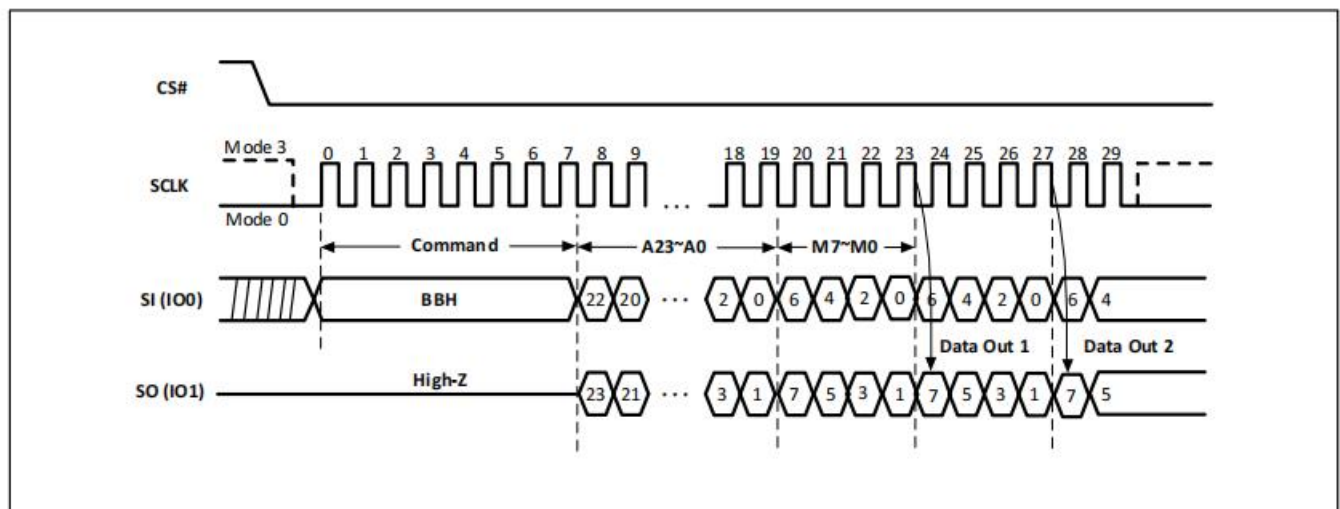 CS#
Mode 3
0 1 2 3 4 5 6 7 8 9 18 19 20 21 22 23 24 25 26 27 28 29
SCLK
...
Mode 0
Command A23~A0 M7~M0
SI (IO0) BBH 22 20 ... 2 0 6 4 2 0 6 4 2 0 6 4
Data Out 1 Data Out 2
High-Z
SO (IO1) 23 21 ... 3 1 7 5 3 1 7 5 3 1 7 5